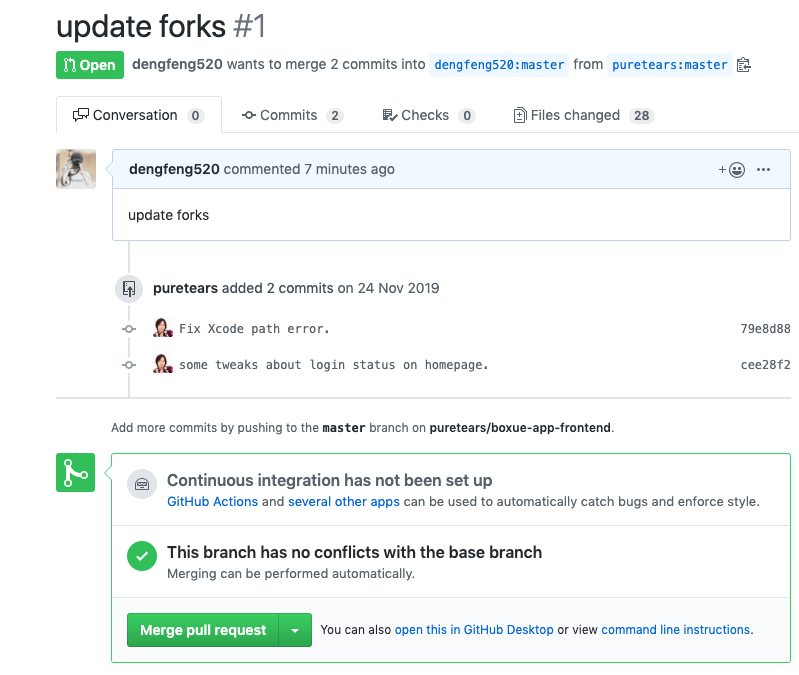 update forks #1
Open dengfeng520 wants to merge 2 commits into dengfeng520:master from puretears:master
Conversation 0 Commits 2 Checks 0 Files changed 28
dengfeng520 commented 7 minutes ago
update forks
puretears added 2 commits on 24 Nov 2019
Fix Xcode path error. 79e8d88
some tweaks about login status on homepage. cee28f2
Add more commits by pushing to the master branch on puretears/boxue-app-frontend.
Continuous integration has not been set up
GitHub Actions and several other apps can be used to automatically catch bugs and enforce style.
This branch has no conflicts with the base branch
Merging can be performed automatically.
Merge pull request You can also open this in GitHub Desktop or view command line instructions.